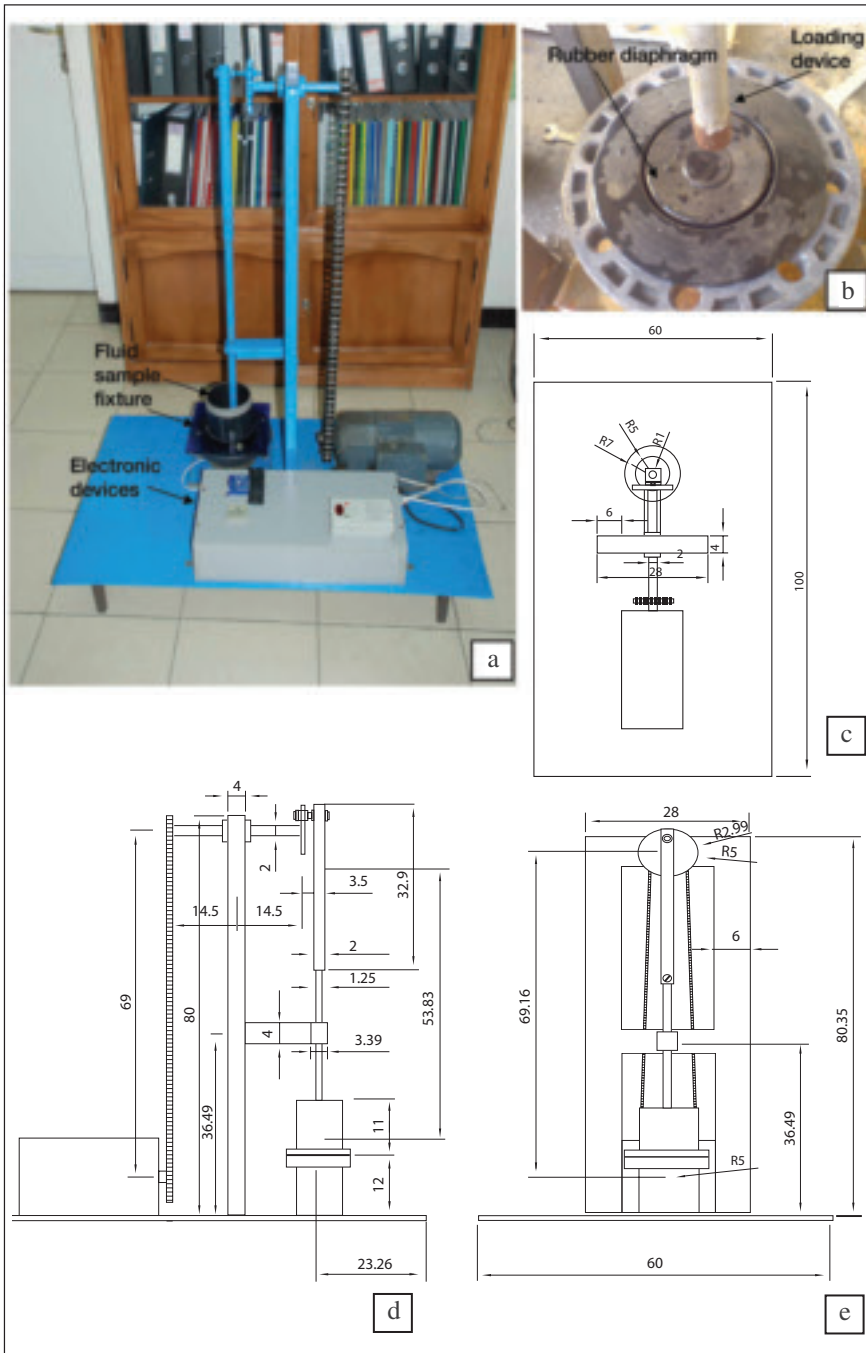 Fluid
sample
fixture
Electronic
devices
a
Rubber diaphragm
Loading
device
b
60
R5
R1
R7
6
4
2
28
100
c
4
2
3.5
32.9
14.5
14.5
2
1.25
53.83
69
80
4
3.39
36.49
11
12
23.26
d
28
R2.99
R5
6
69.16
80.35
36.49
R5
60
e